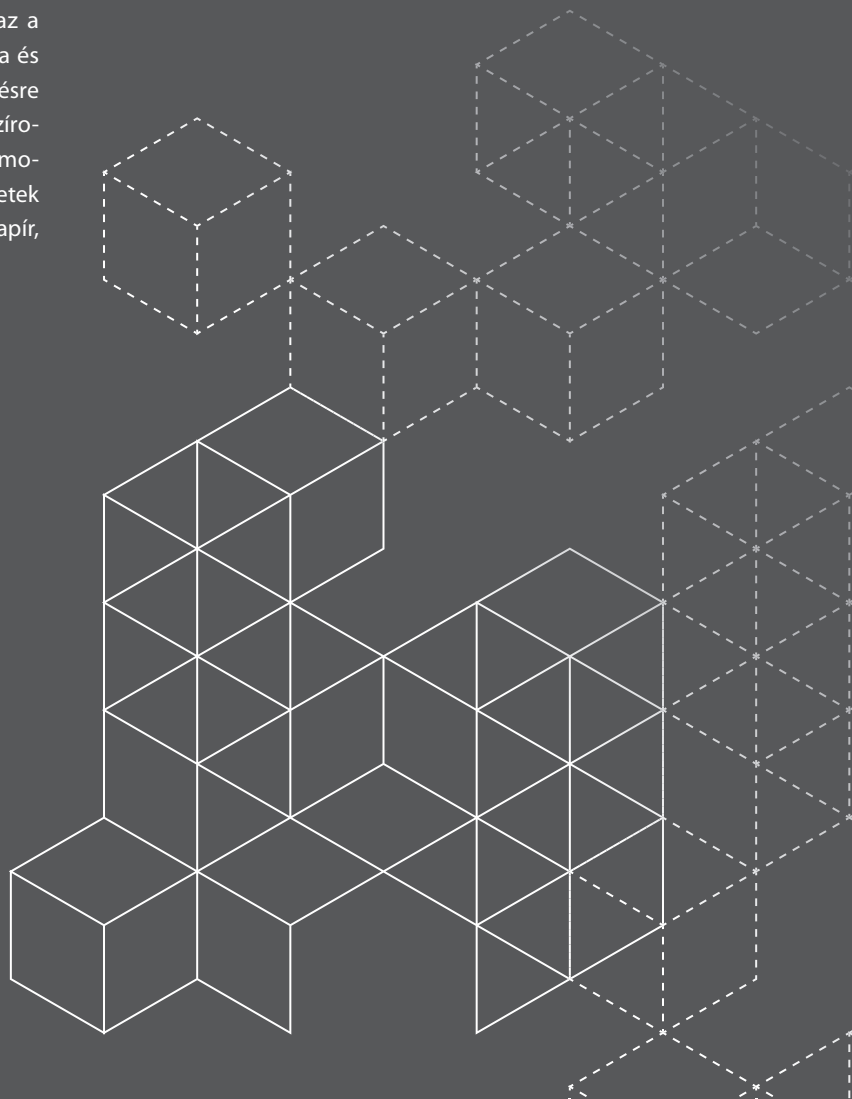 az a
a és
ésre
zíro-
mo-
etek
apír,